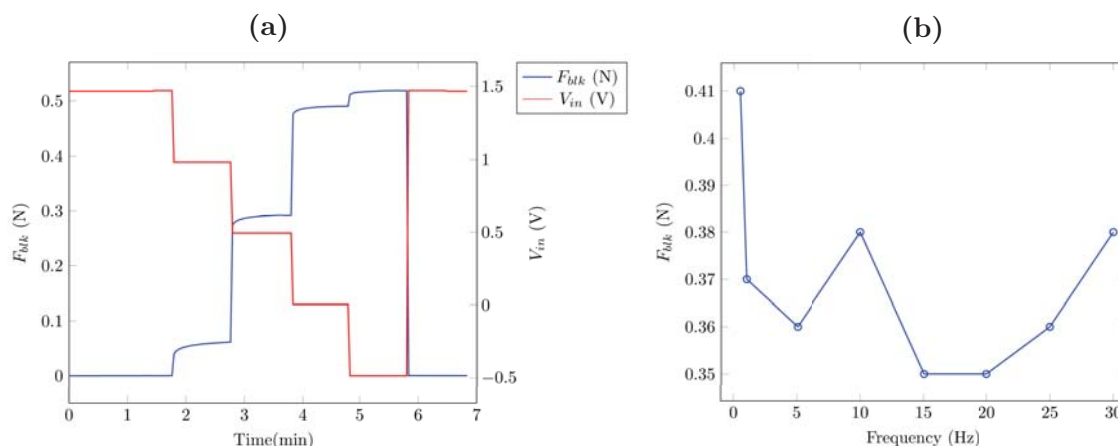 (a)
(b)
F_blk (N)
V_in (V)
0.5
0.4
0.3
0.2
0.1
0
F_blk (N)
1.5
1
0.5
0
−0.5
V_in (V)
0 1 2 3 4 5 6 7
Time(min)
0.41
0.4
0.39
0.38
0.37
0.36
0.35
F_blk (N)
0 5 10 15 20 25 30
Frequency (Hz)